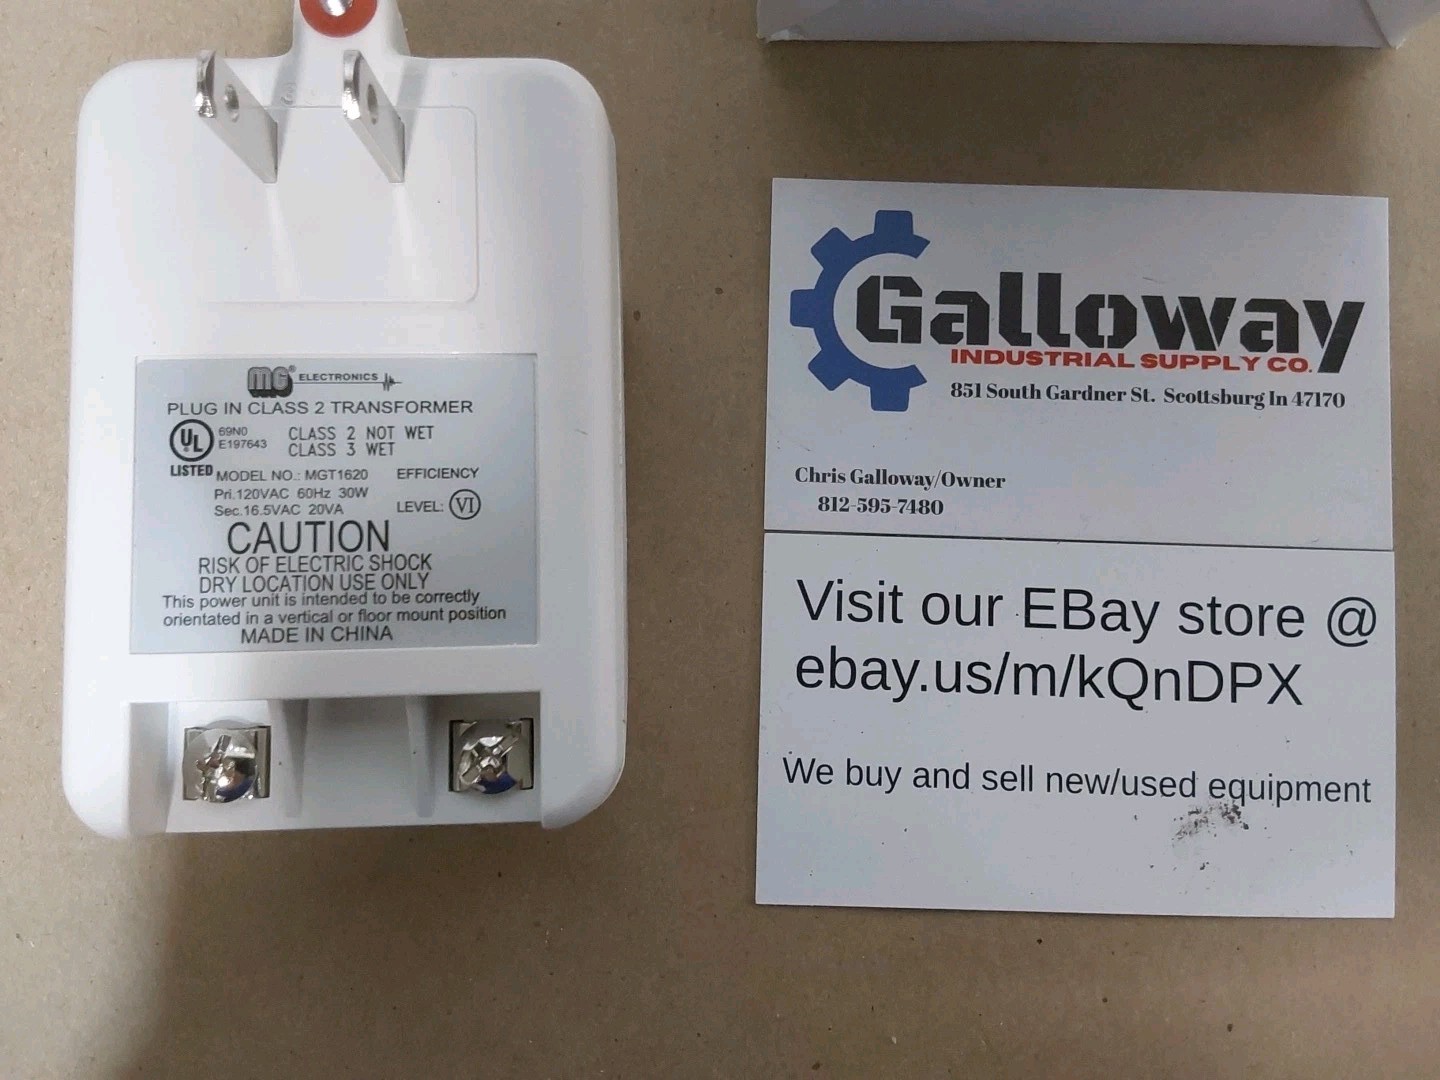 MG® ELECTRONICS
PLUG IN CLASS 2 TRANSFORMER
UL 69N0 CLASS 2 NOT WET
E197643 CLASS 3 WET
LISTED MODEL NO.: MGT1620 EFFICIENCY
Pri.120VAC 60Hz 30W
Sec.16.5VAC 20VA LEVEL: VI
CAUTION
RISK OF ELECTRIC SHOCK
DRY LOCATION USE ONLY
This power unit is intended to be correctly
orientated in a vertical or floor mount position
MADE IN CHINA
Galloway
INDUSTRIAL SUPPLY CO.
851 South Gardner St. Scottsburg In 47170
Chris Galloway/Owner
812-595-7480
Visit our EBay store @
ebay.us/m/kQnDPX
We buy and sell new/used equipment